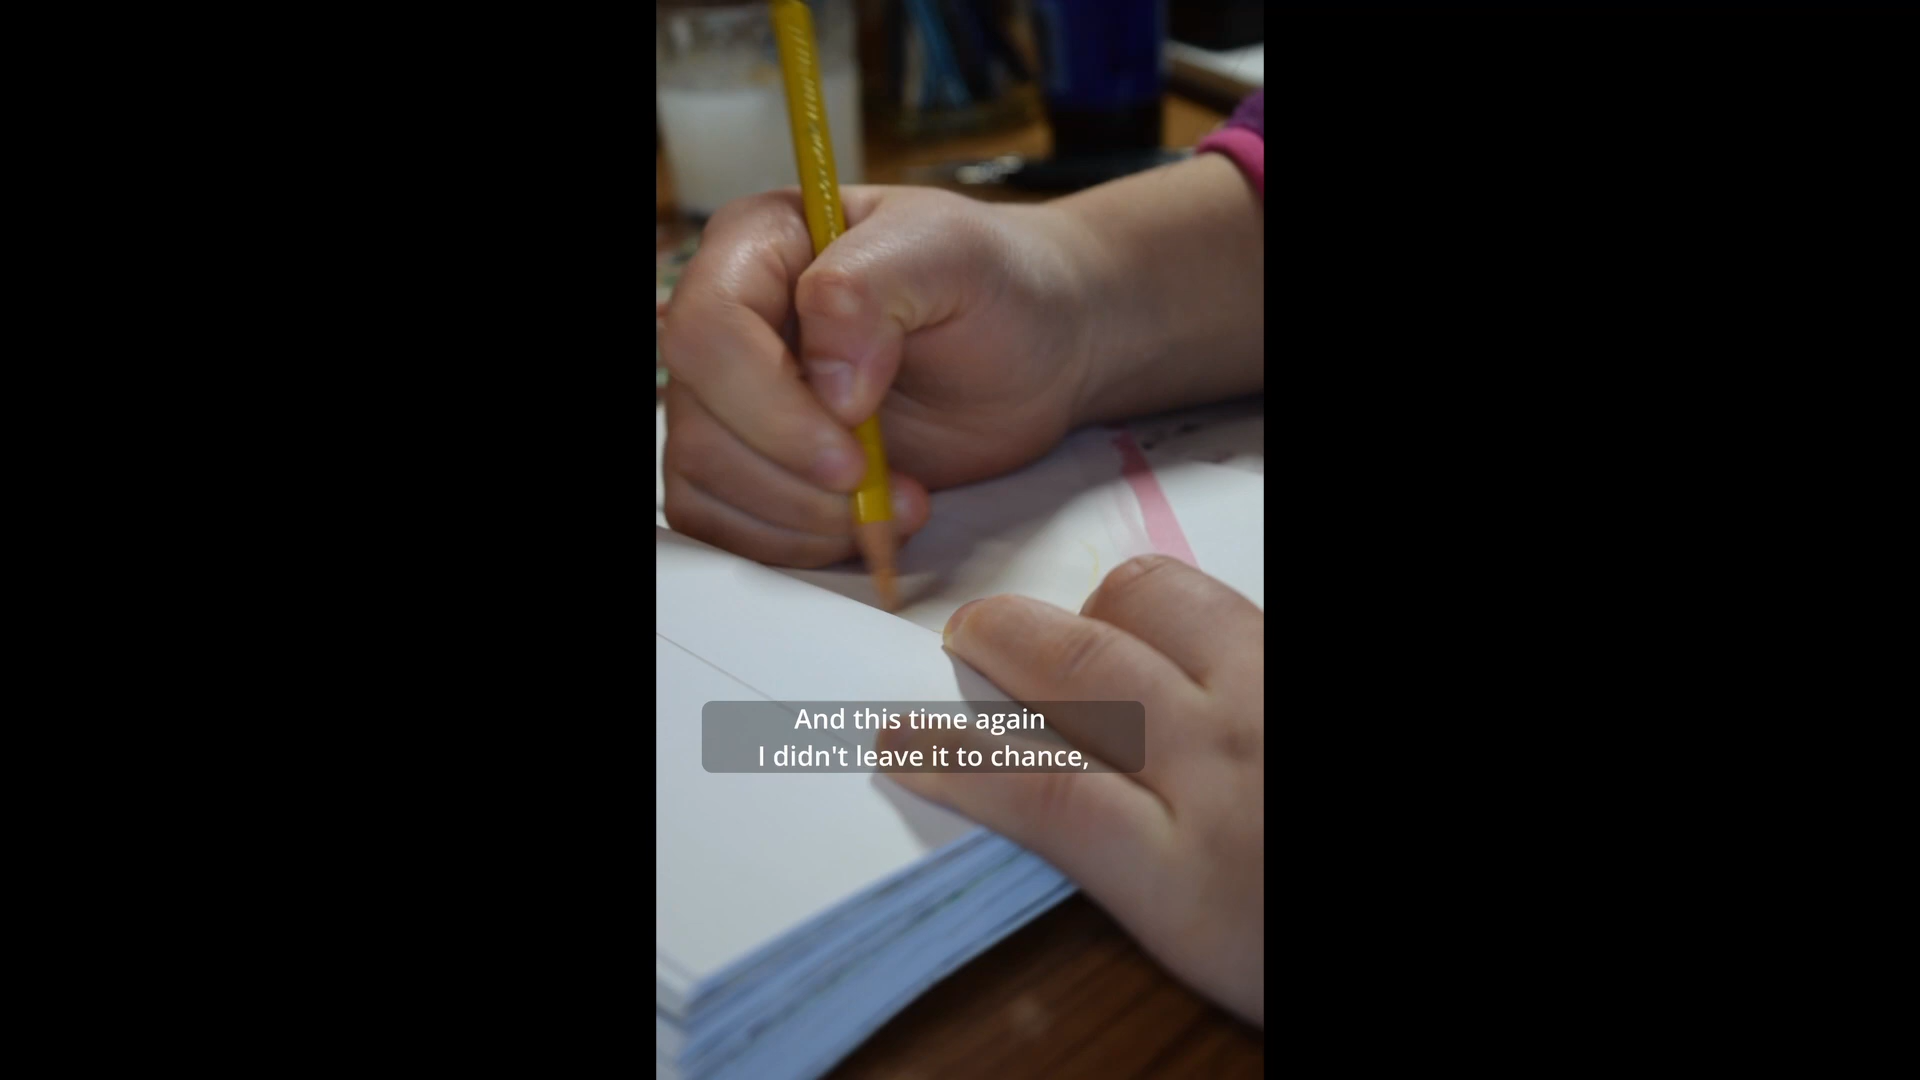 And this time again
I didn't leave it to chance,